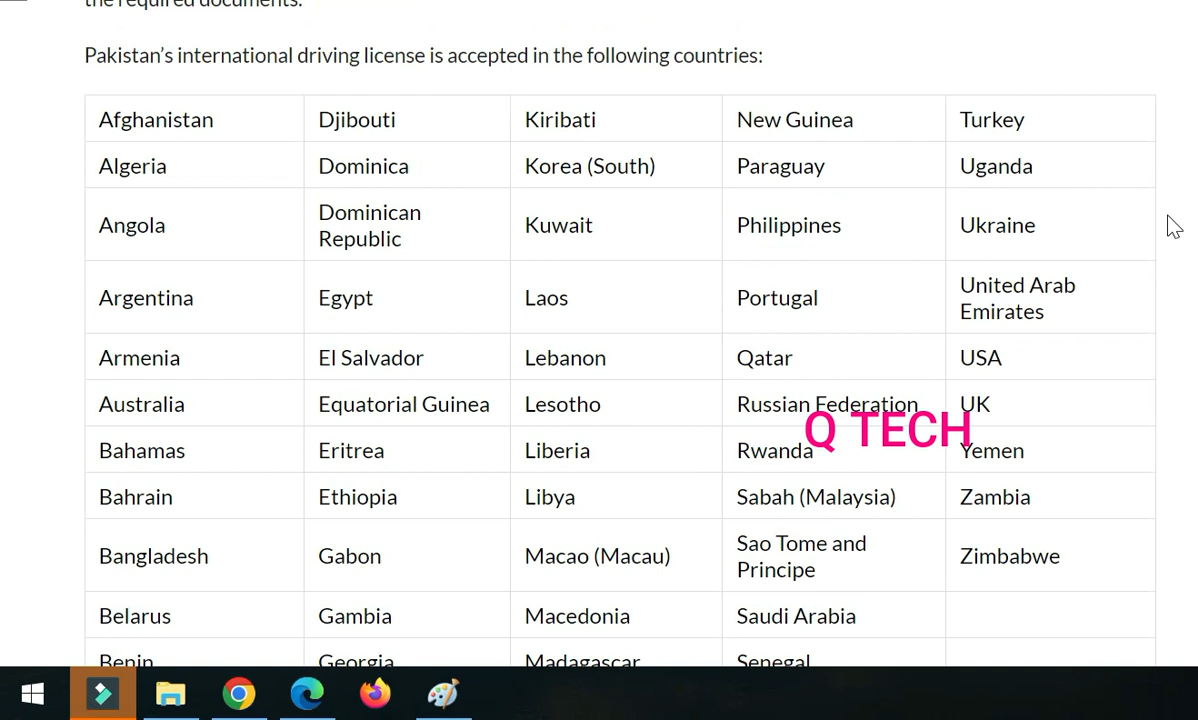 the required documents.
Pakistan’s international driving license is accepted in the following countries:
Afghanistan Djibouti Kiribati New Guinea Turkey
Algeria Dominica Korea (South) Paraguay Uganda
Angola Dominican Republic Kuwait Philippines Ukraine
Argentina Egypt Laos Portugal United Arab Emirates
Armenia El Salvador Lebanon Qatar USA
Australia Equatorial Guinea Lesotho Russian Federation UK
Q TECH
Bahamas Eritrea Liberia Rwanda Yemen
Bahrain Ethiopia Libya Sabah (Malaysia) Zambia
Bangladesh Gabon Macao (Macau) Sao Tome and Principe Zimbabwe
Belarus Gambia Macedonia Saudi Arabia
Benin Georgia Madagascar Senegal